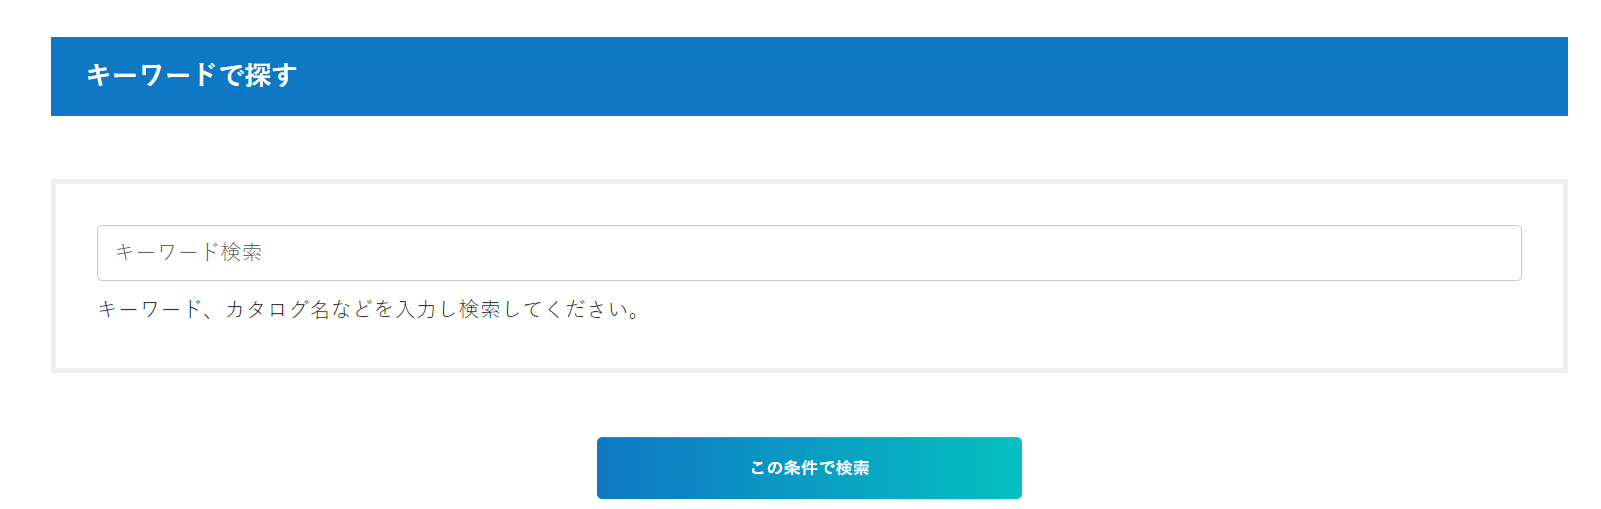 キーワードで探す
キーワード検索
キーワード、カタログ名などを入力し検索してください。
この条件で検索